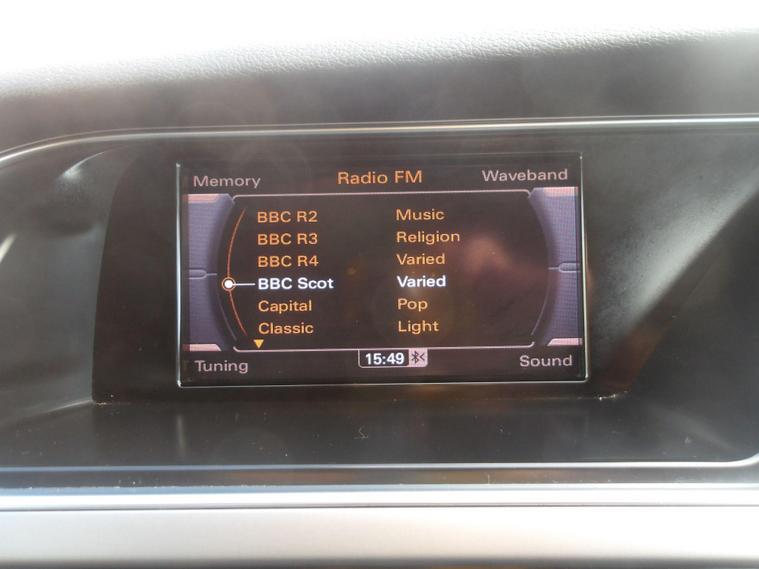 Memory Radio FM Waveband
BBC R2 Music
BBC R3 Religion
BBC R4 Varied
BBC Scot Varied
Capital Pop
Classic Light
15:49
Tuning Sound